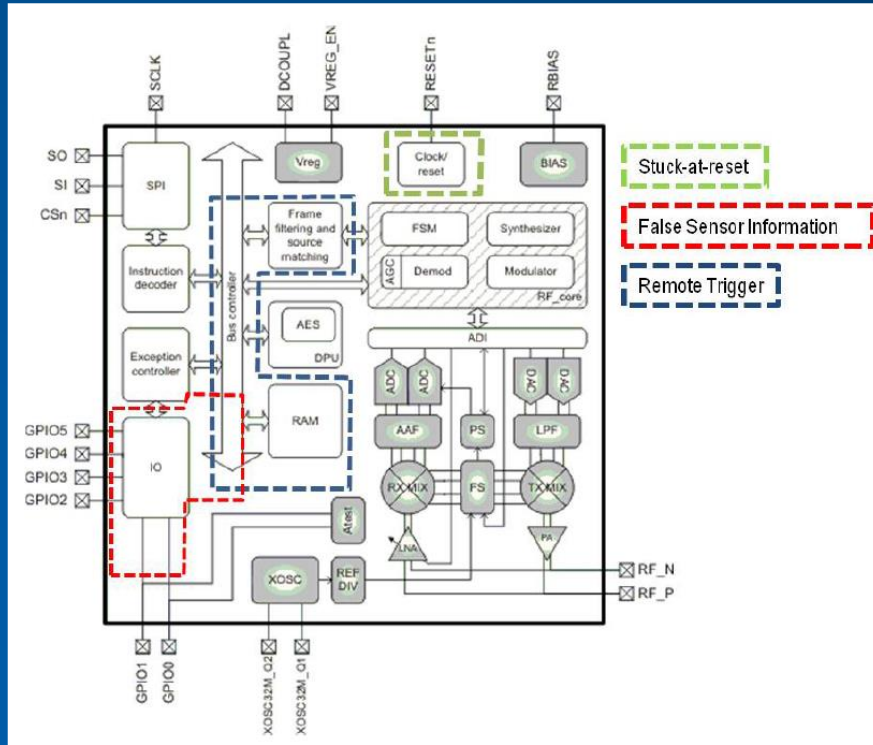 SCLK
DCOUPL
VREG_EN
RESETn
RBIAS
SO
SI
CSn
SPI
Vreg
Clock/
reset
BIAS
Stuck-at-reset
False Sensor Information
Remote Trigger
Instruction
decoder
Bus controller
Frame
filtering and
source
matching
FSM
Synthesizer
AGC
Demod
Modulator
RF_core
AES
DPU
ADI
Exception
controller
ADC
ADC
DAC
DAC
RAM
AAF
PS
LPF
GPIO5
GPIO4
GPIO3
GPIO2
IO
RX MIX
FS
TX MIX
Atest
LNA
PA
XOSC
REF
DIV
RF_N
RF_P
GPIO1
GPIO0
XOSC32M_Q2
XOSC32M_Q1